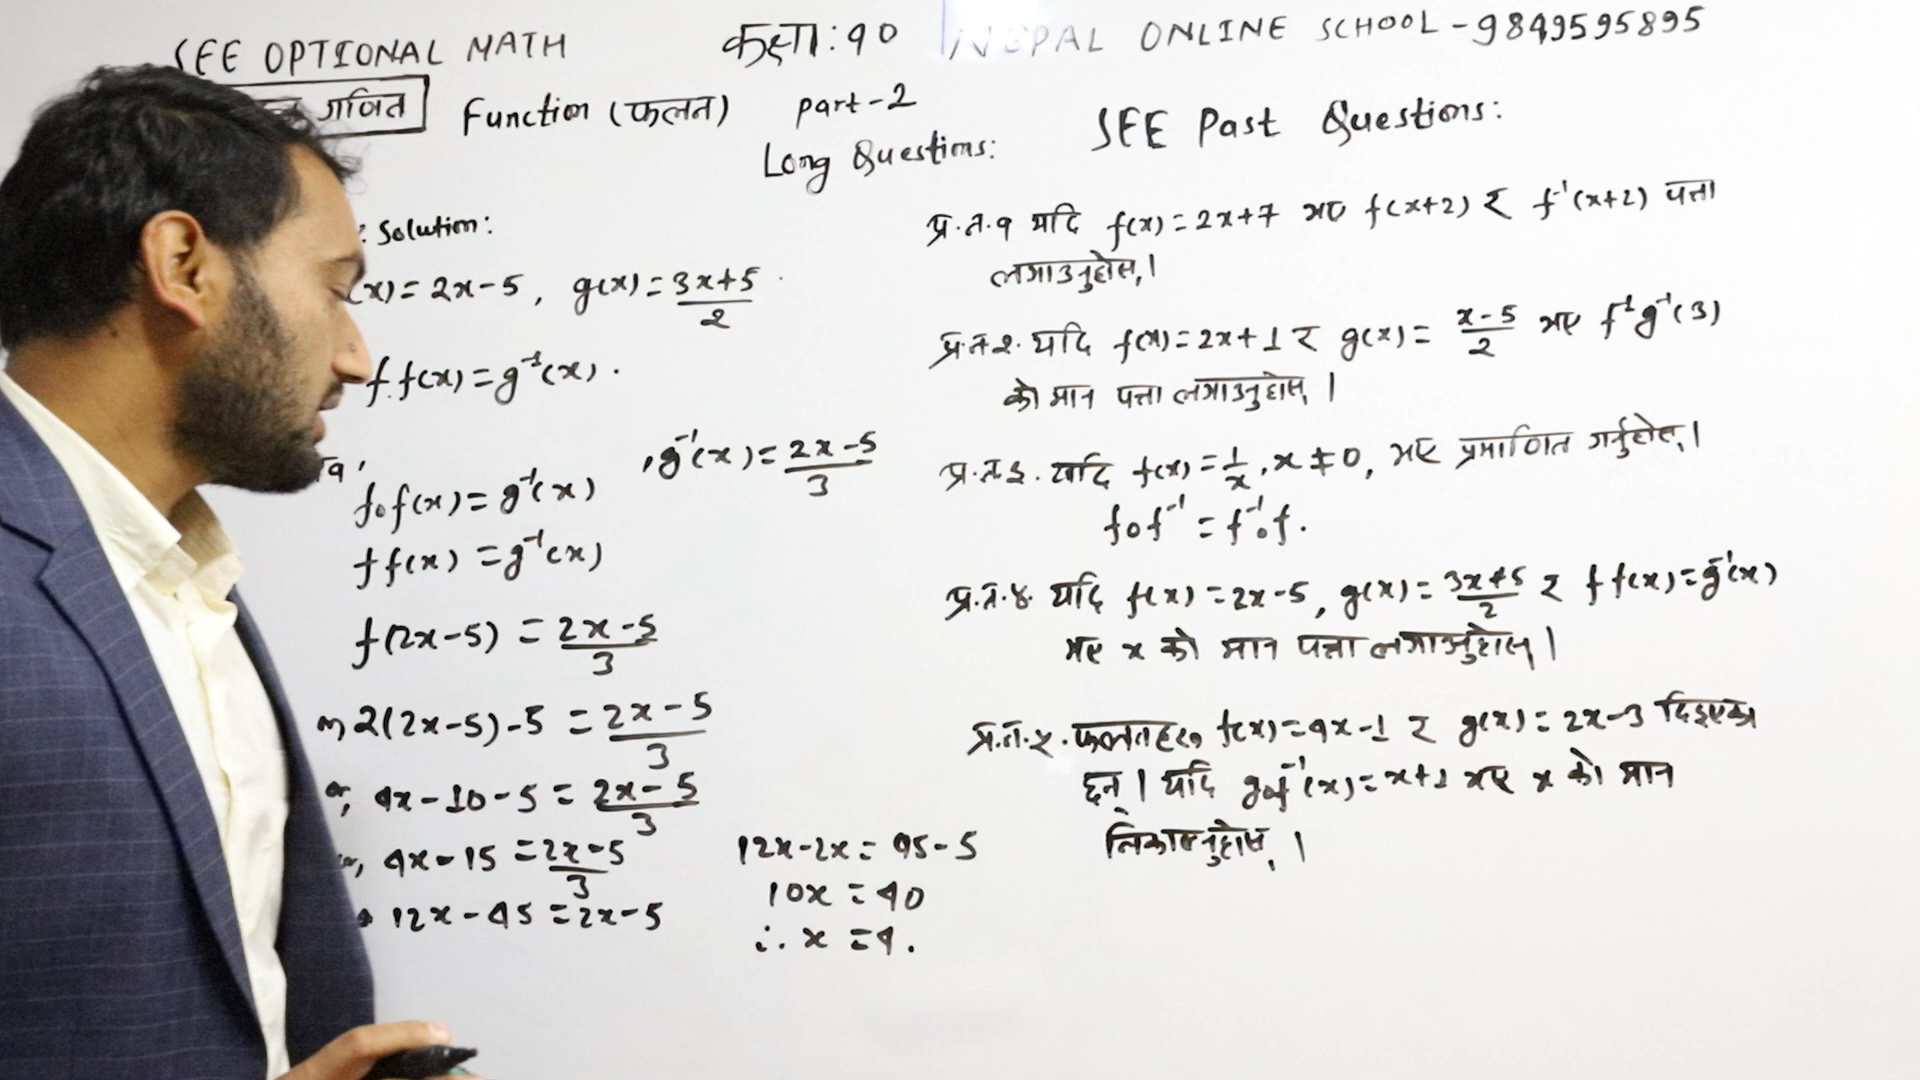 SEE OPTIONAL MATH कक्षा:१० NEPAL ONLINE SCHOOL-9849595895
गणित Function (फलन) part-2
Long Questions: SEE Past Questions:
: Solution:
(x)=2x-5, g(x)=3x+5/2
f.f(x)=g⁻¹(x).
fof(x)=g⁻¹(x) , g⁻¹(x)=2x-5/3
ff(x)=g⁻¹(x)
f(2x-5)=2x-5/3
2(2x-5)-5=2x-5/3
or, 4x-10-5=2x-5/3
or, 4x-15=2x-5/3
12x-45=2x-5
12x-2x=45-5
10x=40
∴ x=4.
प्र.न.१ यदि f(x)=2x+7 भए f(x+2) र f⁻¹(x+2) पत्ता
लगाउनुहोस्।
प्र.न.२. यदि f(x)=2x+1 र g(x)=x-5/2 भए f⁻¹g⁻¹(3)
को मान पत्ता लगाउनुहोस्।
प्र.न.३. यदि f(x)=1/x, x≠0, भए प्रमाणित गर्नुहोस्।
fof⁻¹=f⁻¹of.
प्र.न.४. यदि f(x)=2x-5, g(x)=3x+5/2 र ff(x)=g⁻¹(x)
भए x को मान पत्ता लगाउनुहोस्।
प्र.न.५. फलनहरू f(x)=4x-1 र g(x)=2x-3 दिइएका
छन्। यदि gof⁻¹(x)=x+1 भए x को मान
निकाल्नुहोस्।